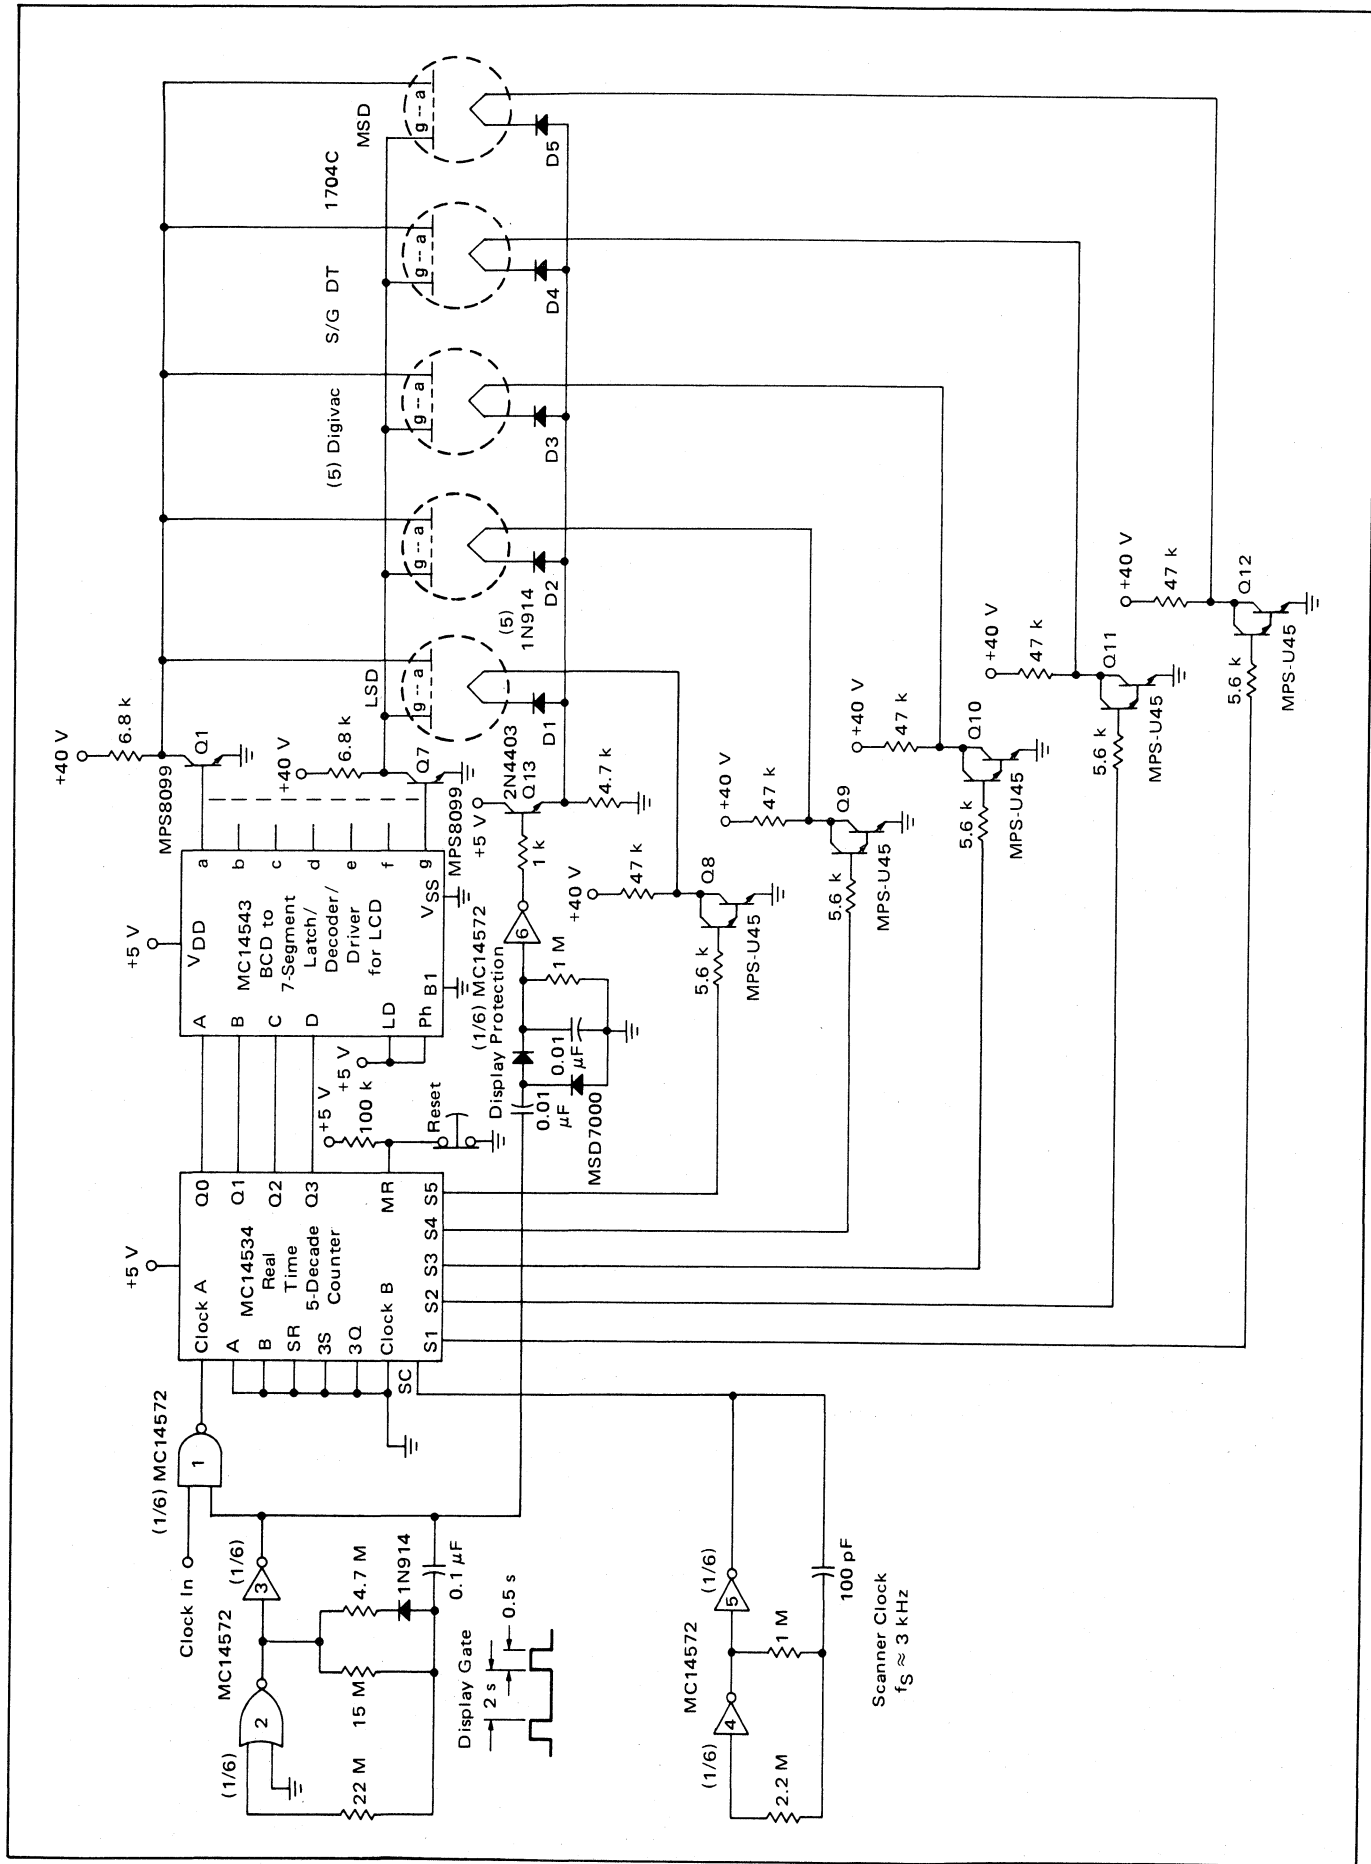 +40 V
6.8 k
MPS8099
Q1
+40 V
6.8 k
Q7
MPS8099
LSD
(5) Digivac
S/G DT
1704C
MSD
g -- a
g -- a
g -- a
g -- a
g -- a
D1
D2
D3
D4
D5
(5)
1N914
2N4403
Q13
+5 V
1 k
4.7 k
+5 V
VDD
MC14543
BCD to
7-Segment
Latch/
Decoder/
Driver
for LCD
A
B
C
D
LD
Ph
B1
VSS
a
b
c
d
e
f
g
+5 V
+5 V
100 k
Reset
(1/6) MC14572
Display Protection
6
1 M
0.01
μF
0.01
μF
MSD7000
+5 V
Clock A
MC14534
Real
Time
5-Decade
Counter
A
B
SR
3S
3Q
Clock B
SC
Q0
Q1
Q2
Q3
MR
S1
S2
S3
S4
S5
+40 V
47 k
Q8
5.6 k
MPS-U45
+40 V
47 k
Q9
5.6 k
MPS-U45
+40 V
47 k
Q10
5.6 k
MPS-U45
+40 V
47 k
Q11
5.6 k
MPS-U45
+40 V
47 k
Q12
5.6 k
MPS-U45
(1/6) MC14572
1
Clock In
(1/6)
3
MC14572
2
(1/6)
4.7 M
1N914
15 M
22 M
0.1 μF
Display Gate
2 s
0.5 s
MC14572
(1/6)
5
(1/6)
4
1 M
2.2 M
100 pF
Scanner Clock
fS ≈ 3 kHz